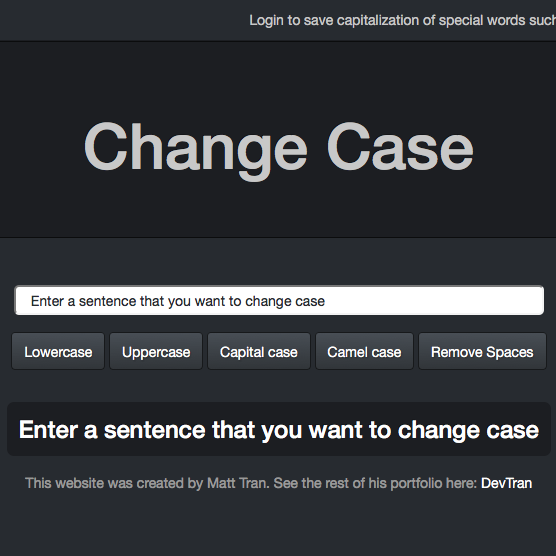 Login to save capitalization of special words such
Change Case
Enter a sentence that you want to change case
Lowercase Uppercase Capital case Camel case Remove Spaces
Enter a sentence that you want to change case
This website was created by Matt Tran. See the rest of his portfolio here: DevTran